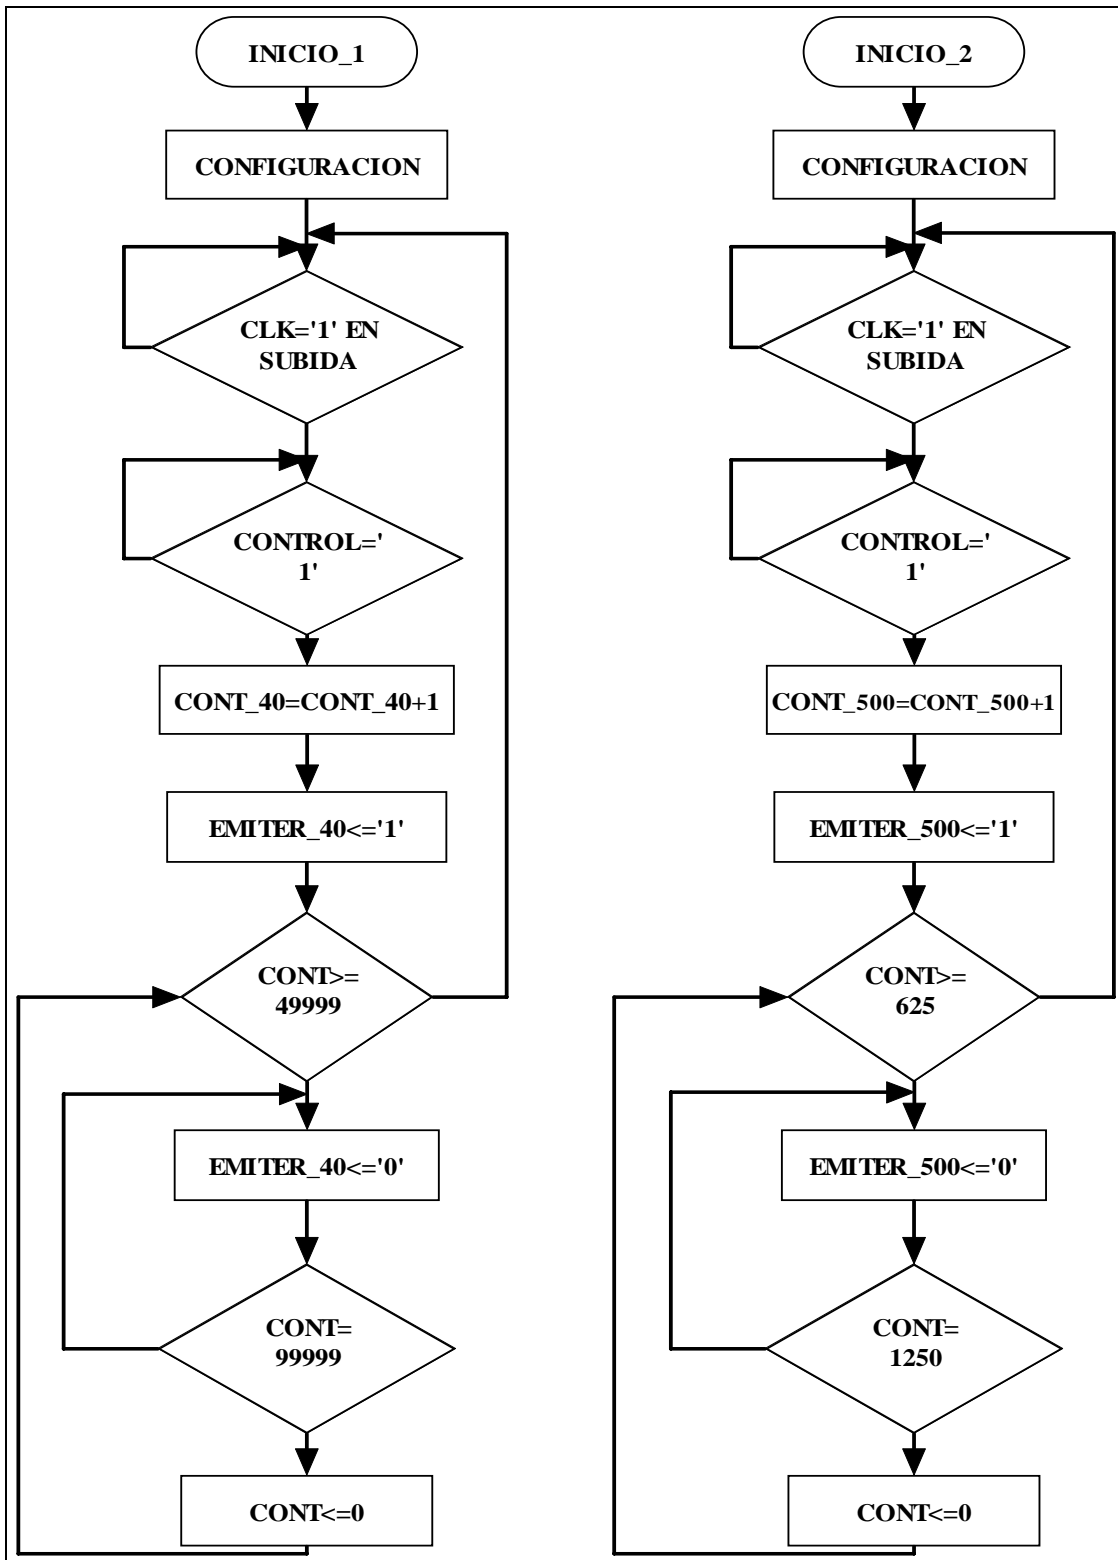 INICIO_1
CONFIGURACION
CLK='1' EN
SUBIDA
CONTROL='
1'
CONT_40=CONT_40+1
EMITER_40<='1'
CONT>=
49999
EMITER_40<='0'
CONT=
99999
CONT<=0
INICIO_2
CONFIGURACION
CLK='1' EN
SUBIDA
CONTROL='
1'
CONT_500=CONT_500+1
EMITER_500<='1'
CONT>=
625
EMITER_500<='0'
CONT=
1250
CONT<=0